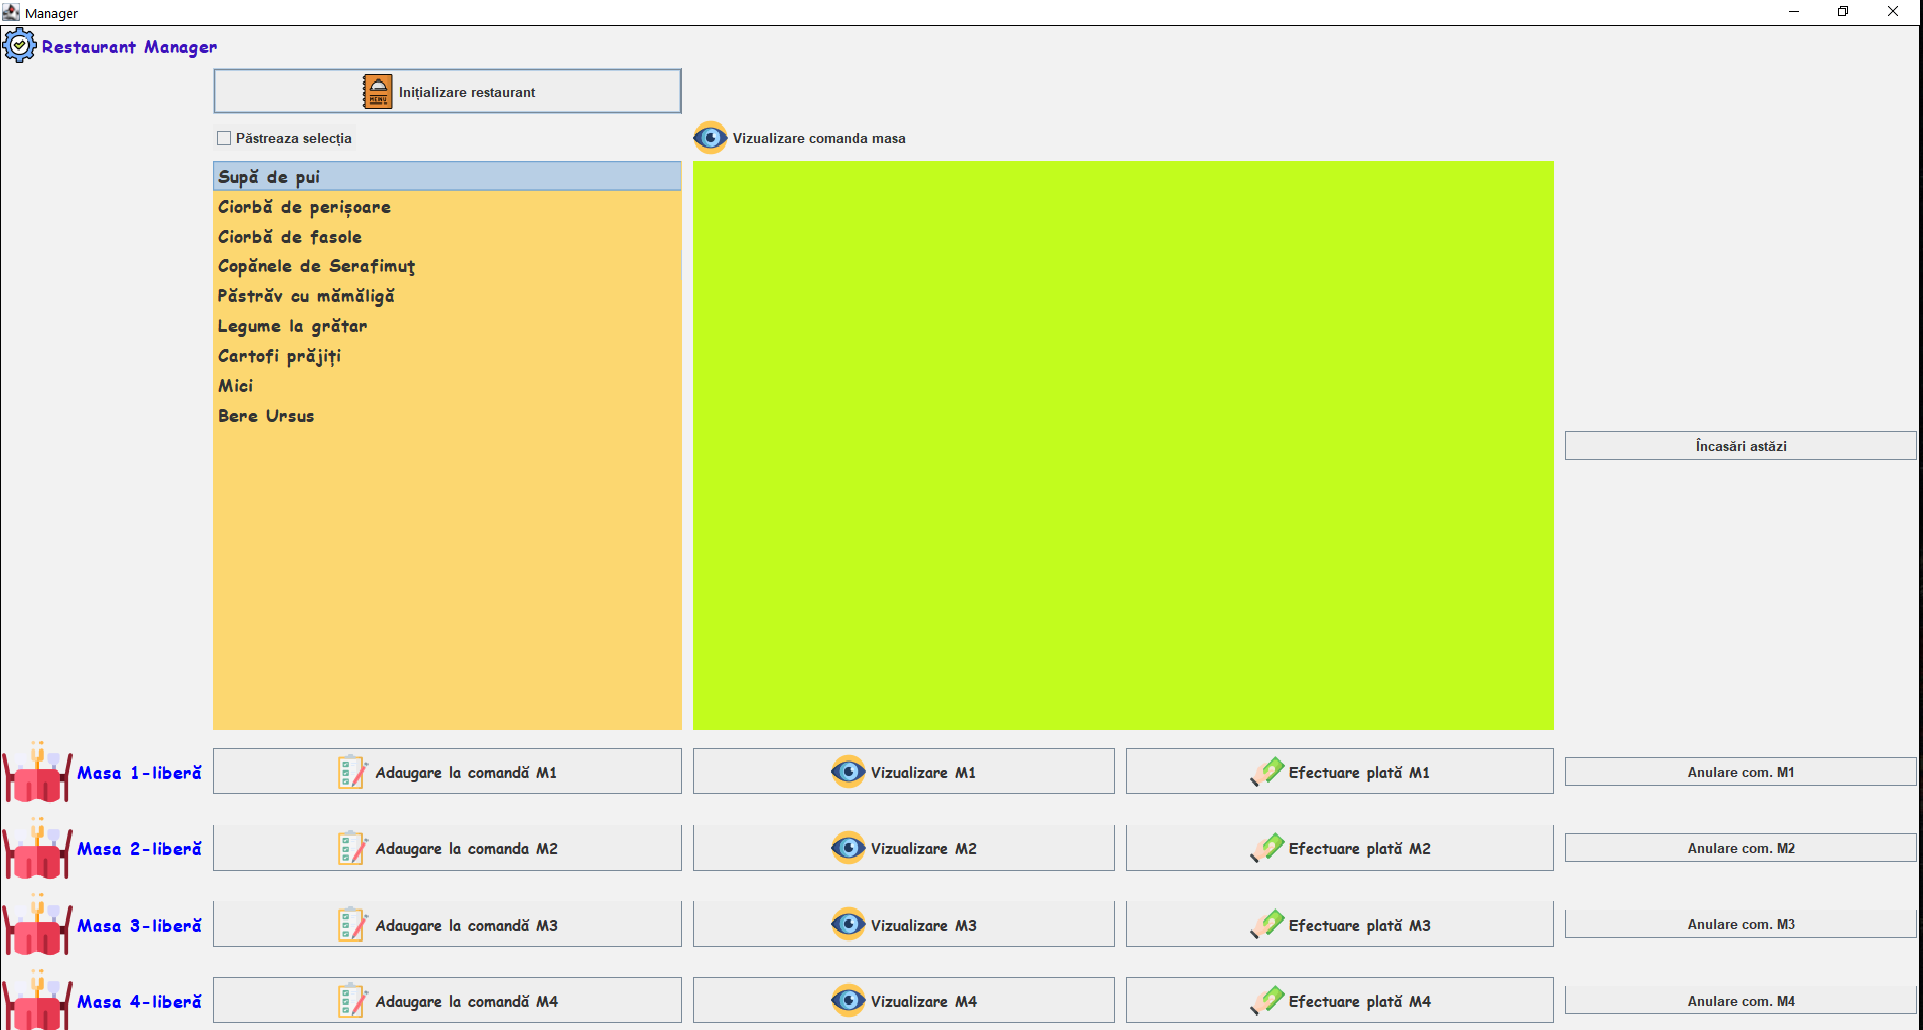 Manager
Restaurant Manager
MENU
Inițializare restaurant
Păstreaza selecția
Vizualizare comanda masa
Supă de pui
Ciorbă de perișoare
Ciorbă de fasole
Copănele de Serafimuţ
Păstrăv cu mămăligă
Legume la grătar
Cartofi prăjiți
Mici
Bere Ursus
Încasări astăzi
Masa 1-liberă
Adaugare la comandă M1
Vizualizare M1
Efectuare plată M1
Anulare com. M1
Masa 2-liberă
Adaugare la comanda M2
Vizualizare M2
Efectuare plată M2
Anulare com. M2
Masa 3-liberă
Adaugare la comandă M3
Vizualizare M3
Efectuare plată M3
Anulare com. M3
Masa 4-liberă
Adaugare la comandă M4
Vizualizare M4
Efectuare plată M4
Anulare com. M4